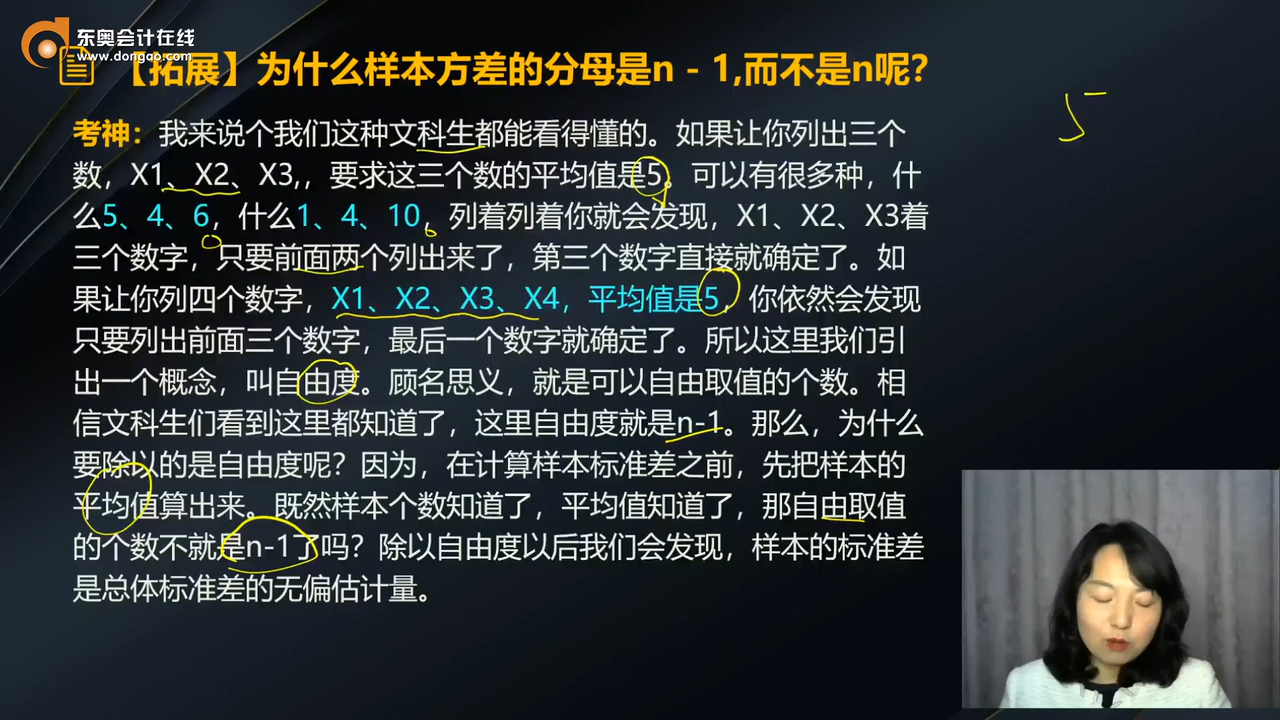 东奥会计在线
www.dongao.com
【拓展】为什么样本方差的分母是n-1,而不是n呢？
5
考神：我来说个我们这种文科生都能看得懂的。如果让你列出三个
数，X1、X2、X3,，要求这三个数的平均值是5。可以有很多种，什
么5、4、6，什么1、4、10，列着列着你就会发现，X1、X2、X3着
三个数字，只要前面两个列出来了，第三个数字直接就确定了。如
果让你列四个数字，X1、X2、X3、X4，平均值是5，你依然会发现
只要列出前面三个数字，最后一个数字就确定了。所以这里我们引
出一个概念，叫自由度。顾名思义，就是可以自由取值的个数。相
信文科生们看到这里都知道了，这里自由度就是n-1。那么，为什么
要除以的是自由度呢？因为，在计算样本标准差之前，先把样本的
平均值算出来。既然样本个数知道了，平均值知道了，那自由取值
的个数不就是n-1了吗？除以自由度以后我们会发现，样本的标准差
是总体标准差的无偏估计量。